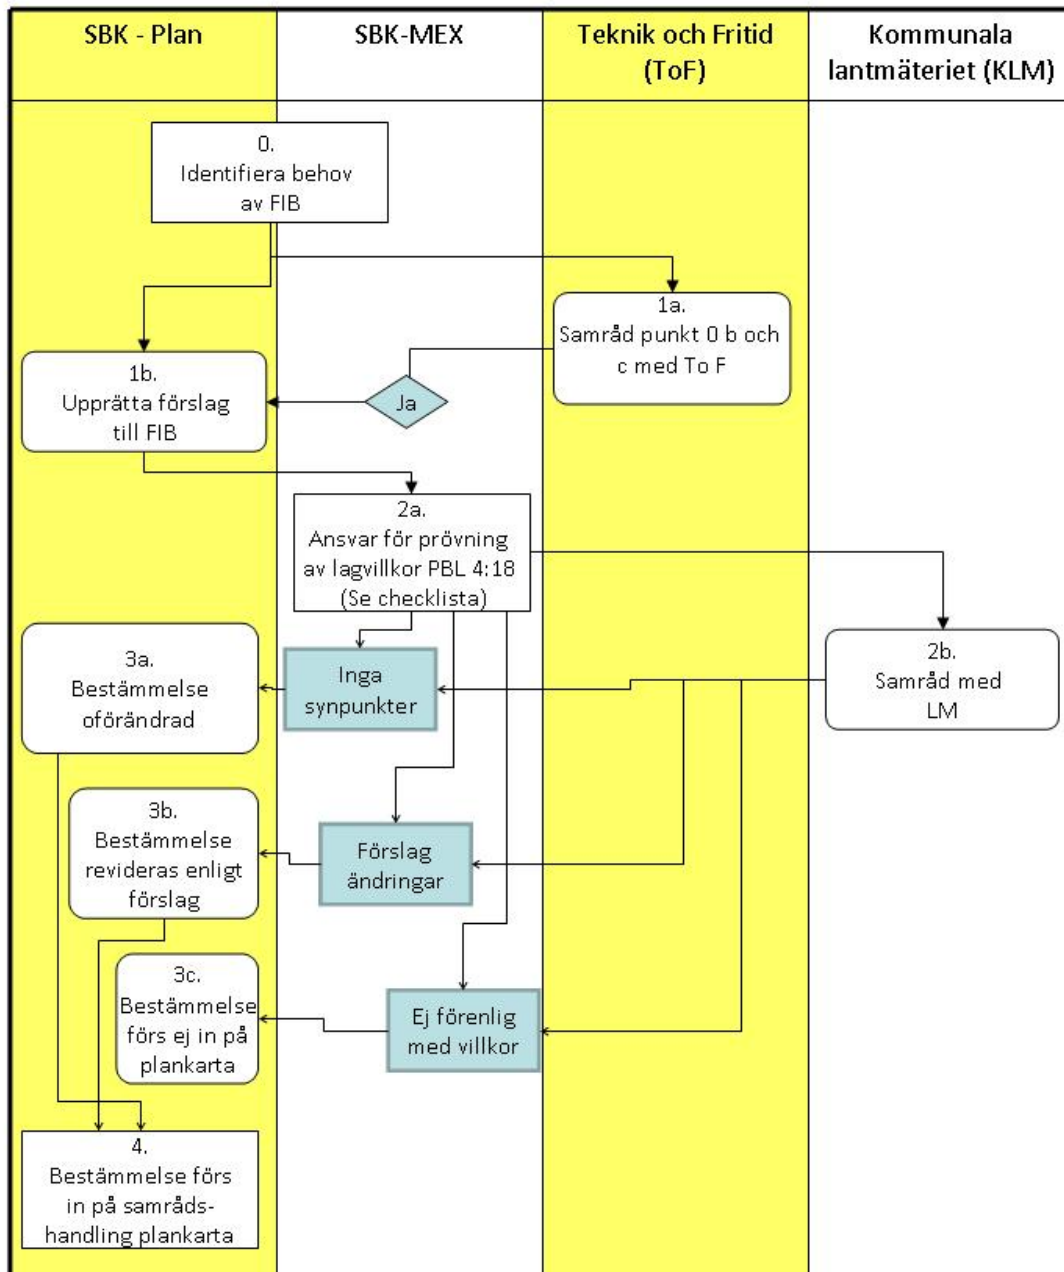 SBK - Plan
SBK-MEX
Teknik och Fritid
(ToF)
Kommunala
lantmäteriet (KLM)
0.
Identifiera behov
av FIB
1a.
Samråd punkt 0 b och
c med To F
1b.
Upprätta förslag
till FIB
Ja
2a.
Ansvar för prövning
av lagvillkor PBL 4:18
(Se checklista)
2b.
Samråd med
LM
3a.
Bestämmelse
oförändrad
Inga
synpunkter
3b.
Bestämmelse
revideras enligt
förslag
Förslag
ändringar
3c.
Bestämmelse
förs ej in på
plankarta
Ej förenlig
med villkor
4.
Bestämmelse förs
in på samråds-
handling plankarta